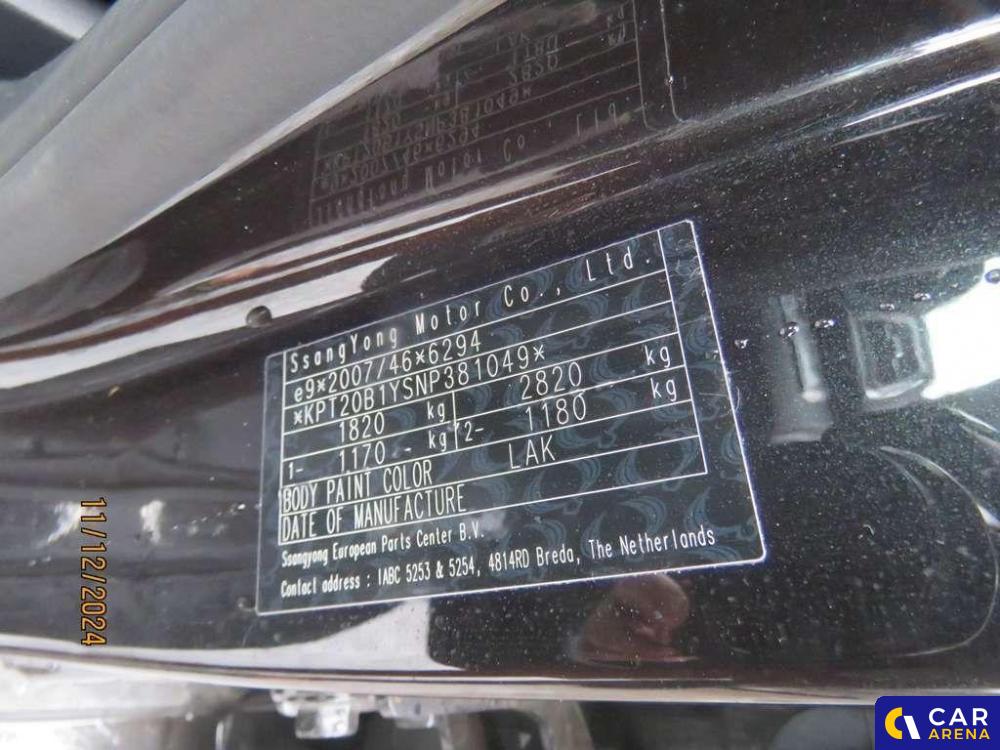 SsangYong Motor Co., Ltd.
e9*2007/46*6294
*KPT20B1YSNP381049*
1820 kg 2820 kg
1- 1170 kg 2- 1180 kg
BODY PAINT COLOR LAK
DATE OF MANUFACTURE
Ssangyong European Parts Center B.V.
Contact address : IABC 5253 & 5254, 4814RD Breda, The Netherlands
11/12/2024
CAR
ARENA